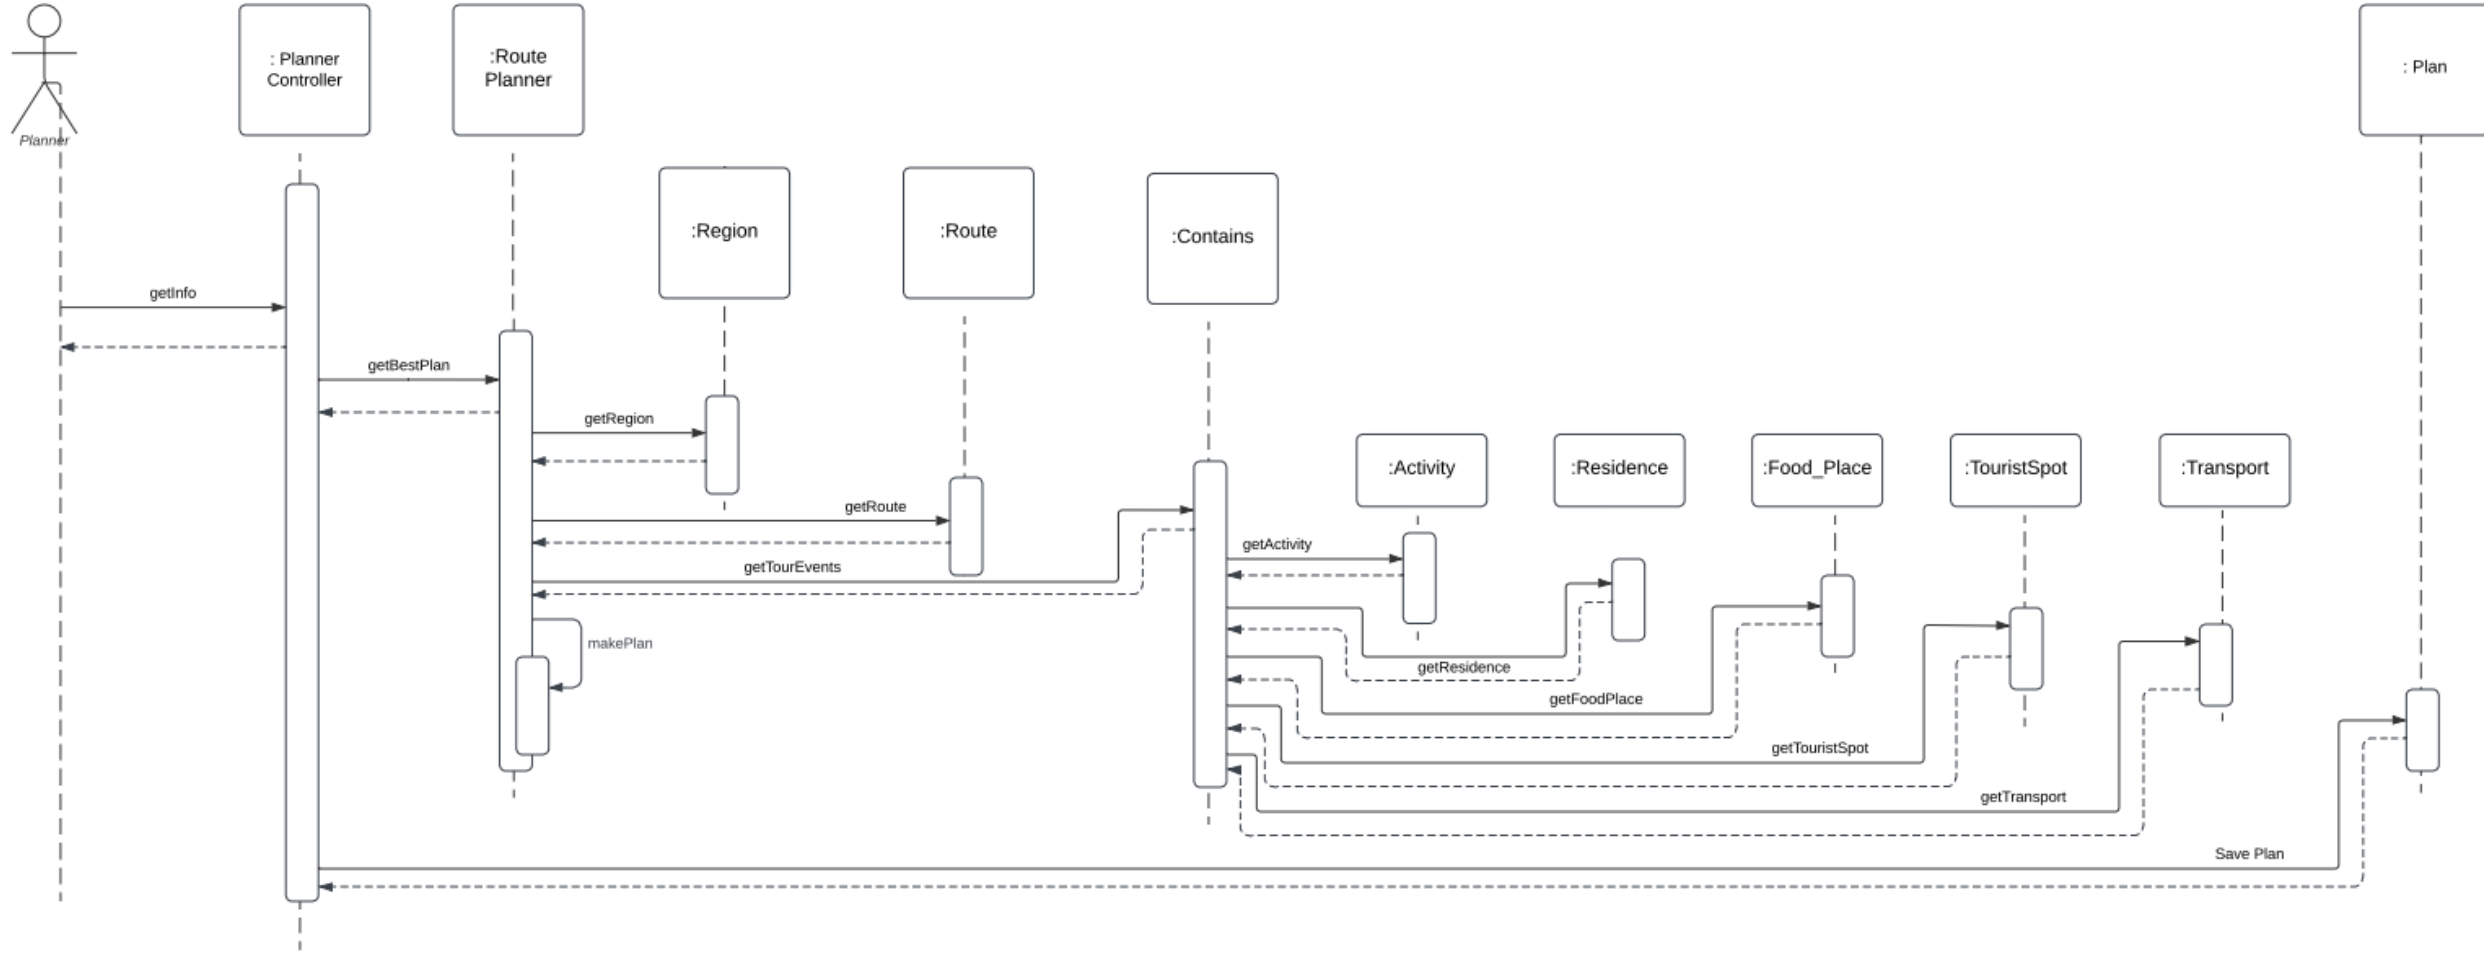 : Planner
Controller
:Route
Planner
: Plan
Planner
:Region
:Route
:Contains
getInfo
getBestPlan
getRegion
:Activity
:Residence
:Food_Place
:TouristSpot
:Transport
getRoute
getActivity
getTourEvents
makePlan
getResidence
getFoodPlace
getTouristSpot
getTransport
Save Plan